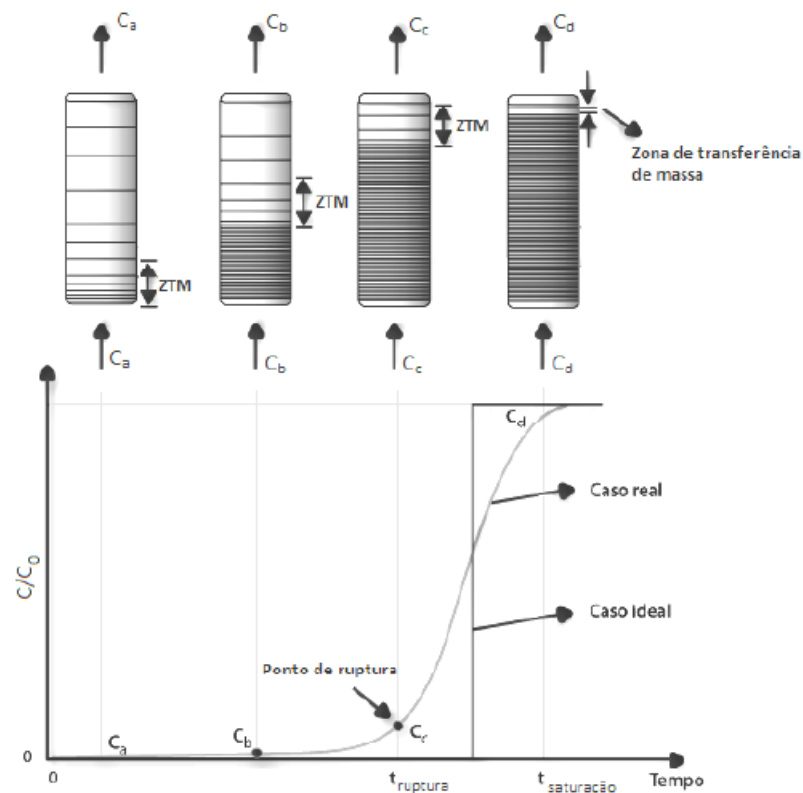 Ca Cb Cc Cd
ZTM
ZTM
ZTM
Zona de transferência
de massa
Ca Cb Cc Cd
C/C0
Cd
Caso real
Caso ideal
Ponto de ruptura
Ca Cb Cc
0
0 truptura tsaturação Tempo